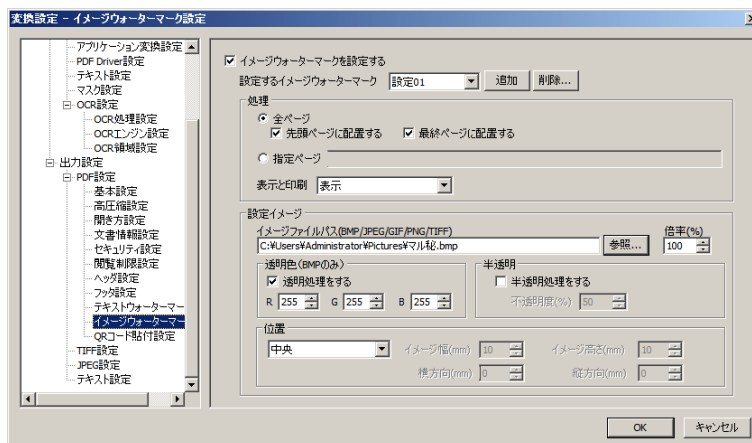 変換設定 - イメージウォーターマーク設定
アプリケーション変換設定
PDF Driver設定
テキスト設定
マスク設定
OCR設定
OCR処理設定
OCRエンジン設定
OCR領域設定
出力設定
PDF設定
基本設定
高圧縮設定
開き方設定
文書情報設定
セキュリティ設定
閲覧制限設定
ヘッダ設定
フッタ設定
テキストウォーターマー
イメージウォーターマー
QRコード貼付設定
TIFF設定
JPEG設定
テキスト設定
イメージウォーターマークを設定する
設定するイメージウォーターマーク 設定01 追加 削除...
処理
全ページ
先頭ページに配置する 最終ページに配置する
指定ページ
表示と印刷 表示
設定イメージ
イメージファイルパス(BMP/JPEG/GIF/PNG/TIFF) 倍率(%)
C:¥Users¥Administrator¥Pictures¥マル秘.bmp 参照... 100
透明色(BMPのみ) 半透明
透明処理をする 半透明処理をする
R 255 G 255 B 255 不透明度(%) 50
位置
中央 イメージ幅(mm) 10 イメージ高さ(mm) 10
横方向(mm) 0 縦方向(mm) 0
OK キャンセル